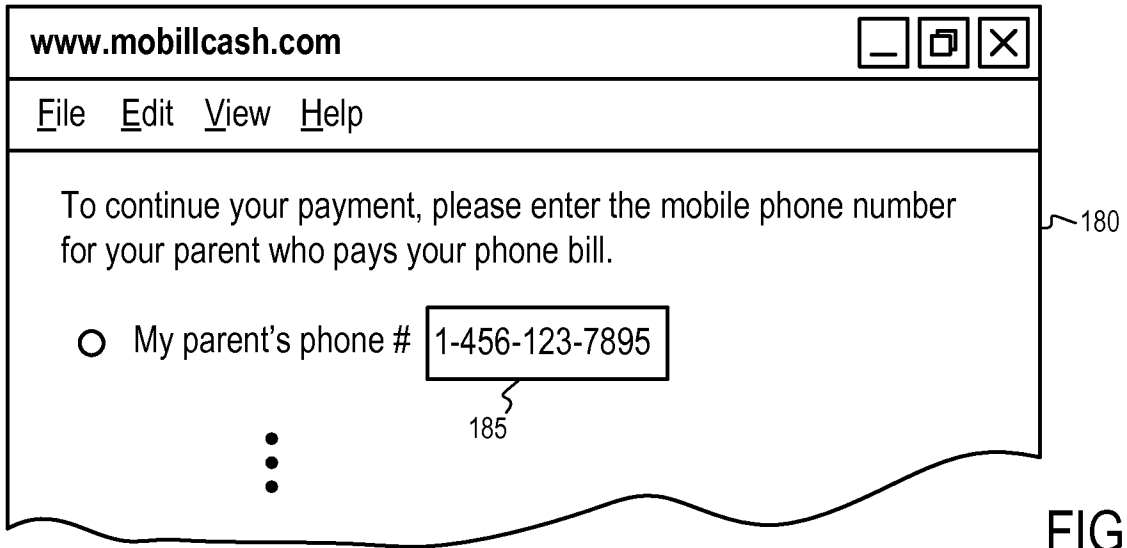 www.mobillcash.com
File Edit View Help
To continue your payment, please enter the mobile phone number
for your parent who pays your phone bill.
180
My parent's phone # 1-456-123-7895
185
FIG